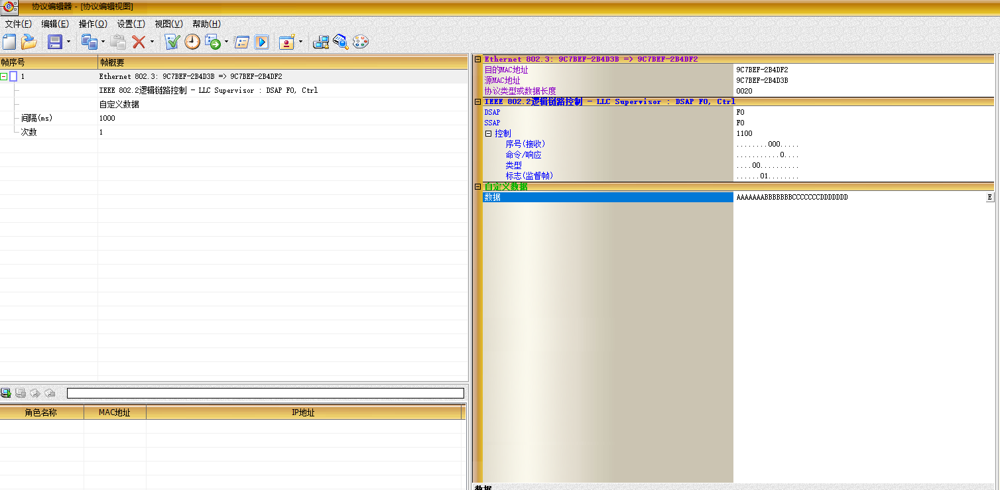 协议编辑器 - [协议编辑视图]
文件(F) 编辑(E) 操作(O) 设置(T) 视图(V) 帮助(H)
帧序号 帧概要
1 Ethernet 802.3: 9C7BEF-2B4D3B => 9C7BEF-2B4DF2
IEEE 802.2逻辑链路控制 - LLC Supervisor : DSAP F0, Ctrl
自定义数据
间隔(ms) 1000
次数 1
角色名称 MAC地址 IP地址
Ethernet 802.3: 9C7BEF-2B4D3B => 9C7BEF-2B4DF2
目的MAC地址 9C7BEF-2B4DF2
源MAC地址 9C7BEF-2B4D3B
协议类型或数据长度 0020
IEEE 802.2逻辑链路控制 - LLC Supervisor : DSAP F0, Ctrl
DSAP F0
SSAP F0
控制 1100
序号(接收) ........000.....
命令/响应 ...........0....
类型 ....00..........
标志(监督帧) ......01........
自定义数据
数据 AAAAAAABBBBBBBCCCCCCCDDDDDDD E
数据